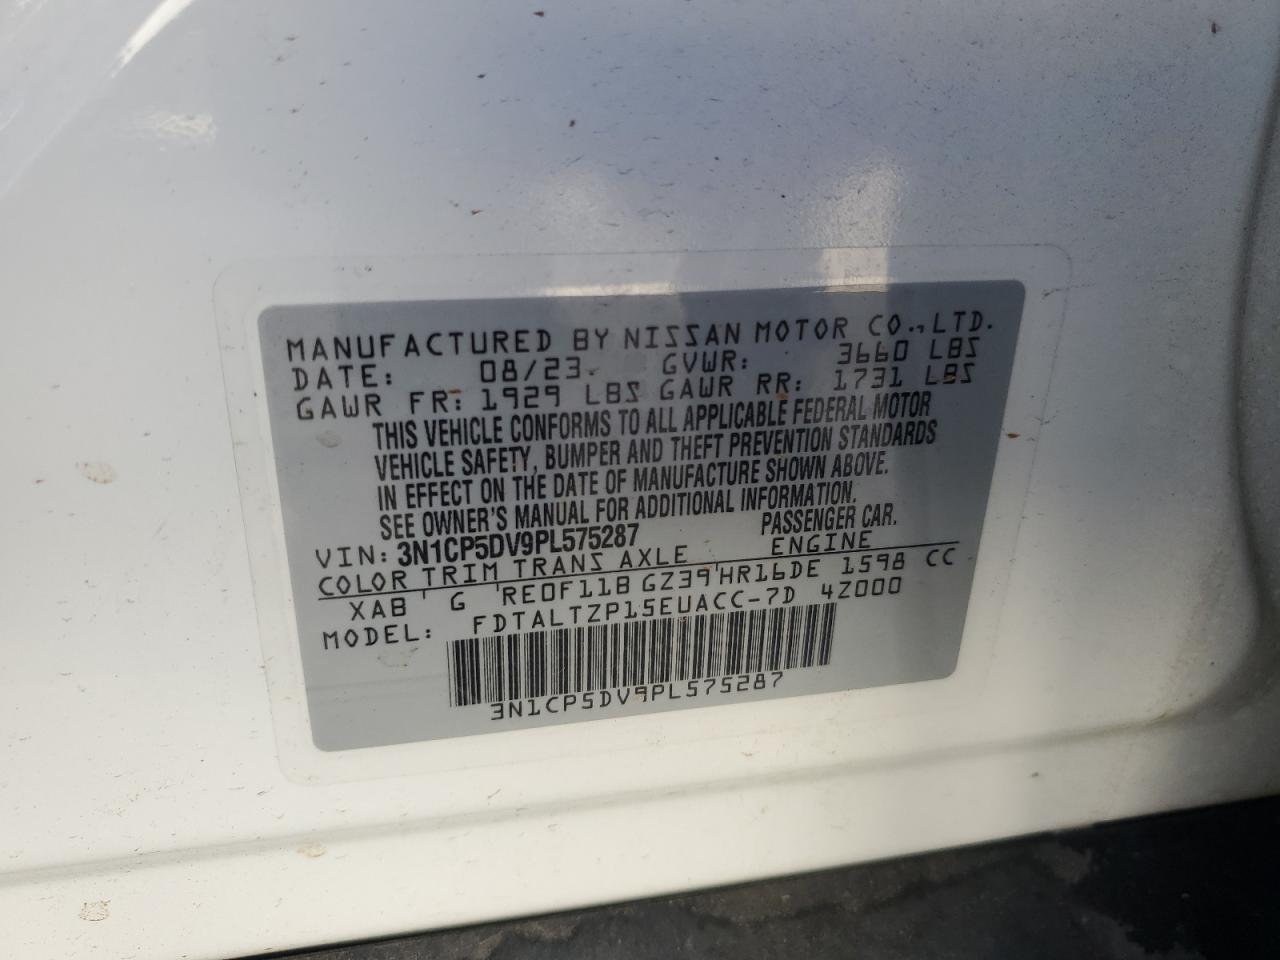 MANUFACTURED BY NISSAN MOTOR CO.,LTD.
DATE: 08/23 GVWR: 3660 LBS
GAWR FR: 1929 LBS GAWR RR: 1731 LBS
THIS VEHICLE CONFORMS TO ALL APPLICABLE FEDERAL MOTOR
VEHICLE SAFETY, BUMPER AND THEFT PREVENTION STANDARDS
IN EFFECT ON THE DATE OF MANUFACTURE SHOWN ABOVE.
SEE OWNER'S MANUAL FOR ADDITIONAL INFORMATION.
VIN: 3N1CP5DV9PL575287 PASSENGER CAR.
COLOR TRIM TRANS AXLE ENGINE
XAB G RE0F11B GZ39 HR16DE 1598 CC
MODEL: FDTALTZP15EUACC-7D 4Z000
3N1CP5DV9PL575287